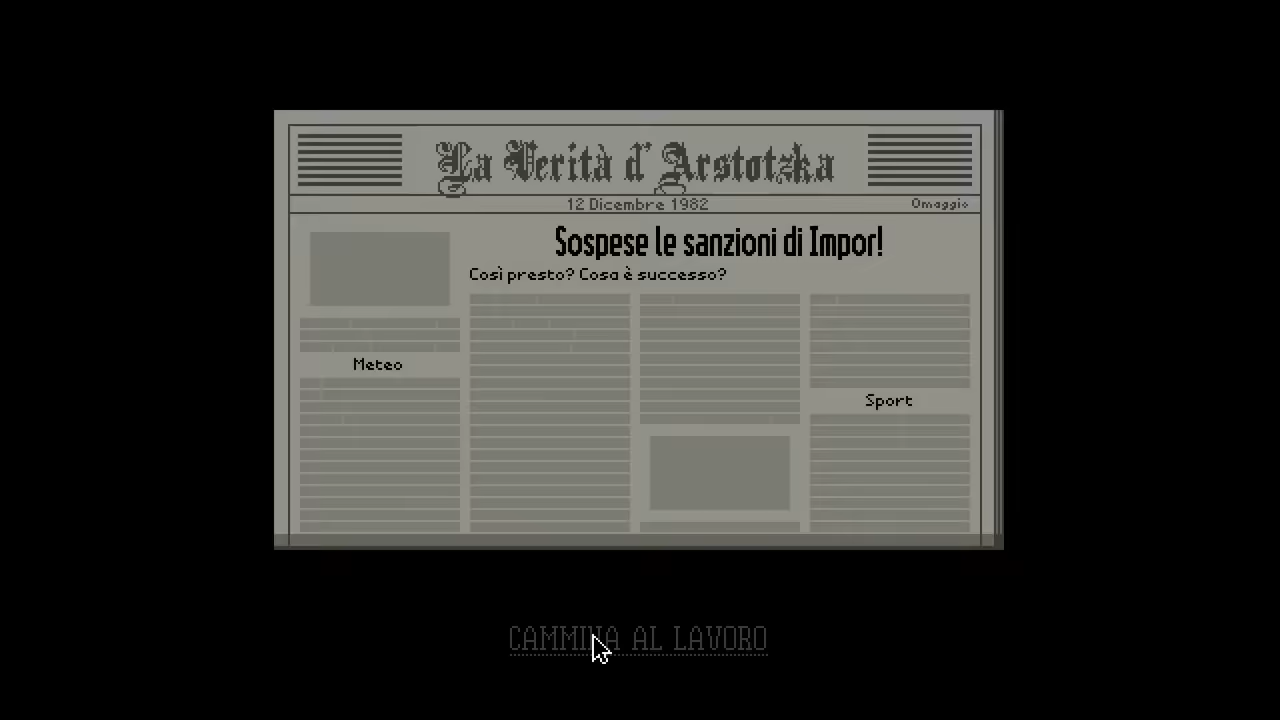 La Verità d'Arstotzka
12 Dicembre 1982
Omaggio
Sospese le sanzioni di Impor!
Così presto? Cosa è successo?
Meteo
Sport
CAMMINA AL LAVORO